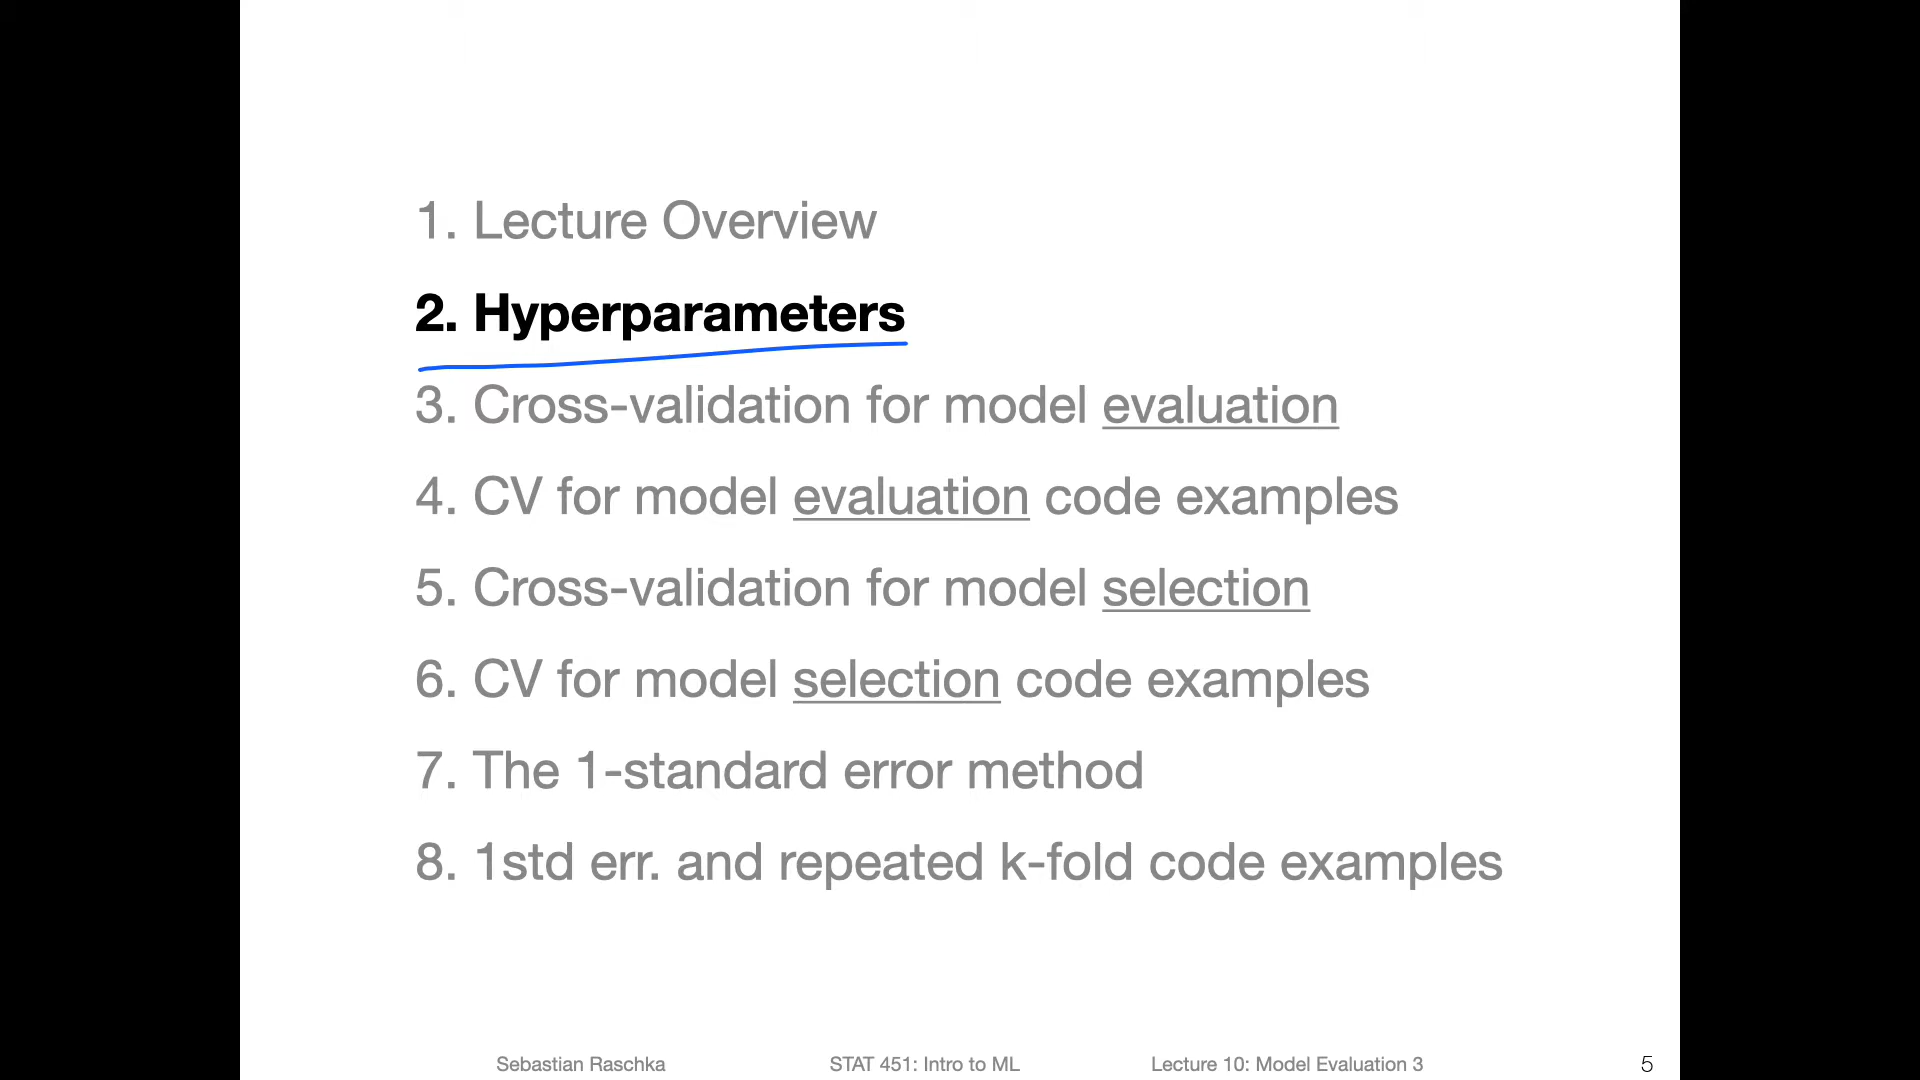 1. Lecture Overview
2. Hyperparameters
3. Cross-validation for model evaluation
4. CV for model evaluation code examples
5. Cross-validation for model selection
6. CV for model selection code examples
7. The 1-standard error method
8. 1std err. and repeated k-fold code examples
Sebastian Raschka STAT 451: Intro to ML Lecture 10: Model Evaluation 3 5